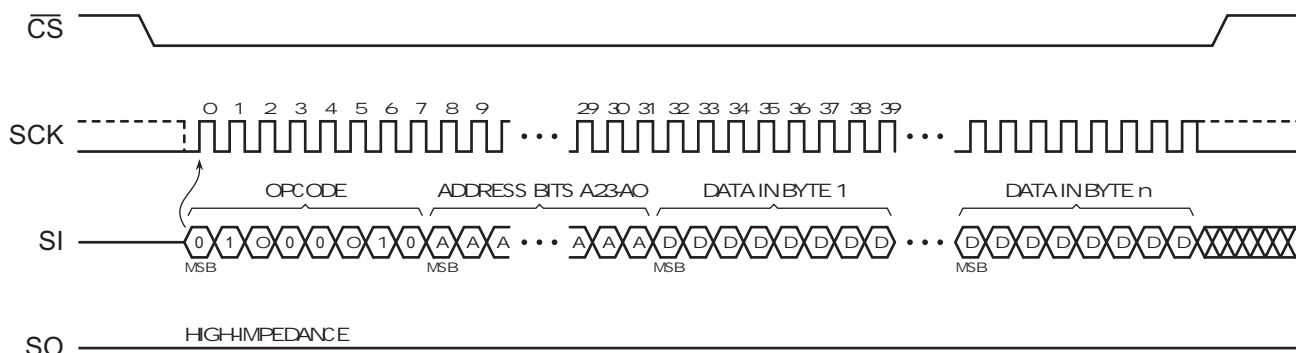 CS
SCK
0 1 2 3 4 5 6 7 8 9 29 30 31 32 33 34 35 36 37 38 39
OPCODE ADDRESS BITS A23-A0 DATA IN BYTE 1 DATA IN BYTE n
SI
0 1 0 0 0 0 1 0 A A A A A A D D D D D D D D D D D D D D D D
MSB MSB MSB MSB
HIGH-IMPEDANCE
SO